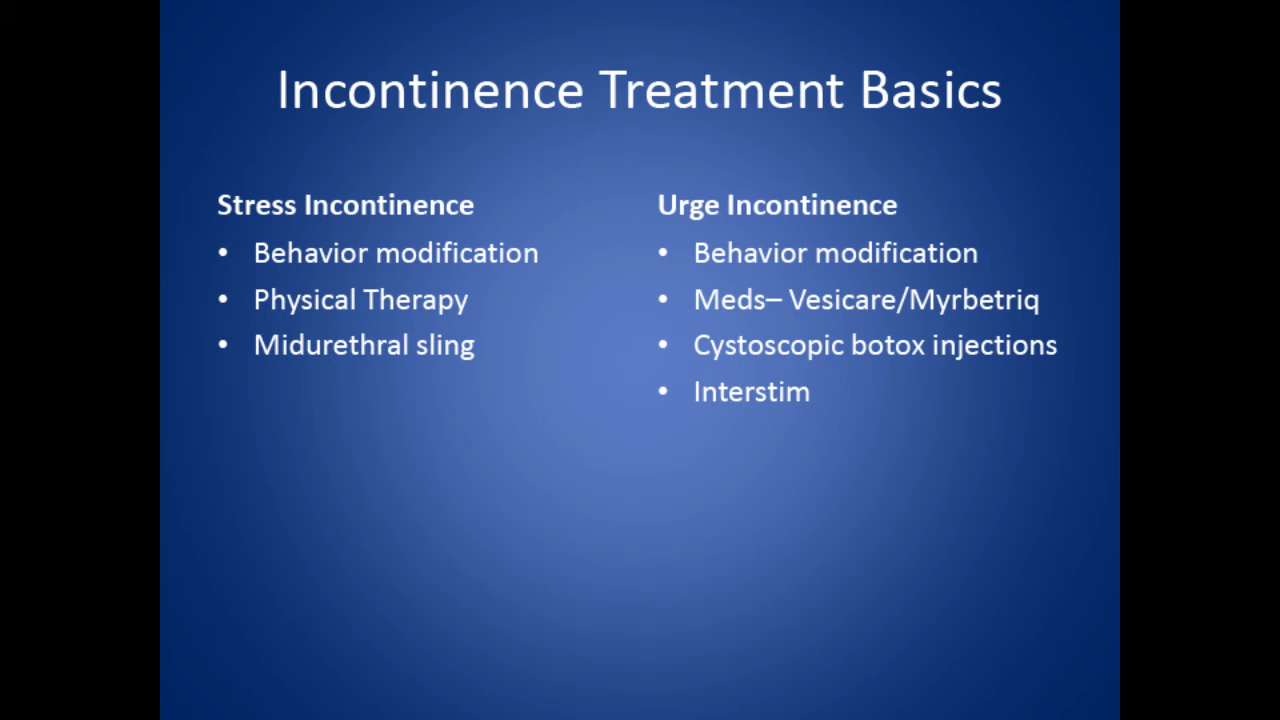 Incontinence Treatment Basics
Stress Incontinence
• Behavior modification
• Physical Therapy
• Midurethral sling
Urge Incontinence
• Behavior modification
• Meds– Vesicare/Myrbetriq
• Cystoscopic botox injections
• Interstim